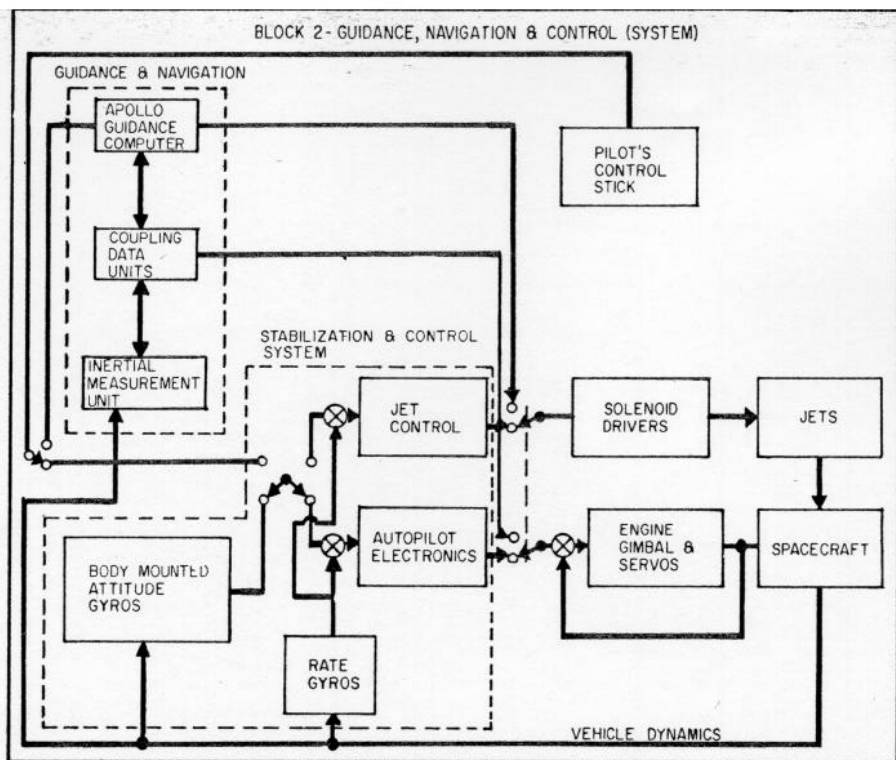 BLOCK 2- GUIDANCE, NAVIGATION & CONTROL (SYSTEM)
GUIDANCE & NAVIGATION
APOLLO
GUIDANCE
COMPUTER
PILOT'S
CONTROL
STICK
COUPLING
DATA
UNITS
STABILIZATION & CONTROL
SYSTEM
INERTIAL
MEASUREMENT
UNIT
JET
CONTROL
SOLENOID
DRIVERS
JETS
BODY MOUNTED
ATTITUDE
GYROS
AUTOPILOT
ELECTRONICS
ENGINE
GIMBAL &
SERVOS
SPACECRAFT
RATE
GYROS
VEHICLE DYNAMICS